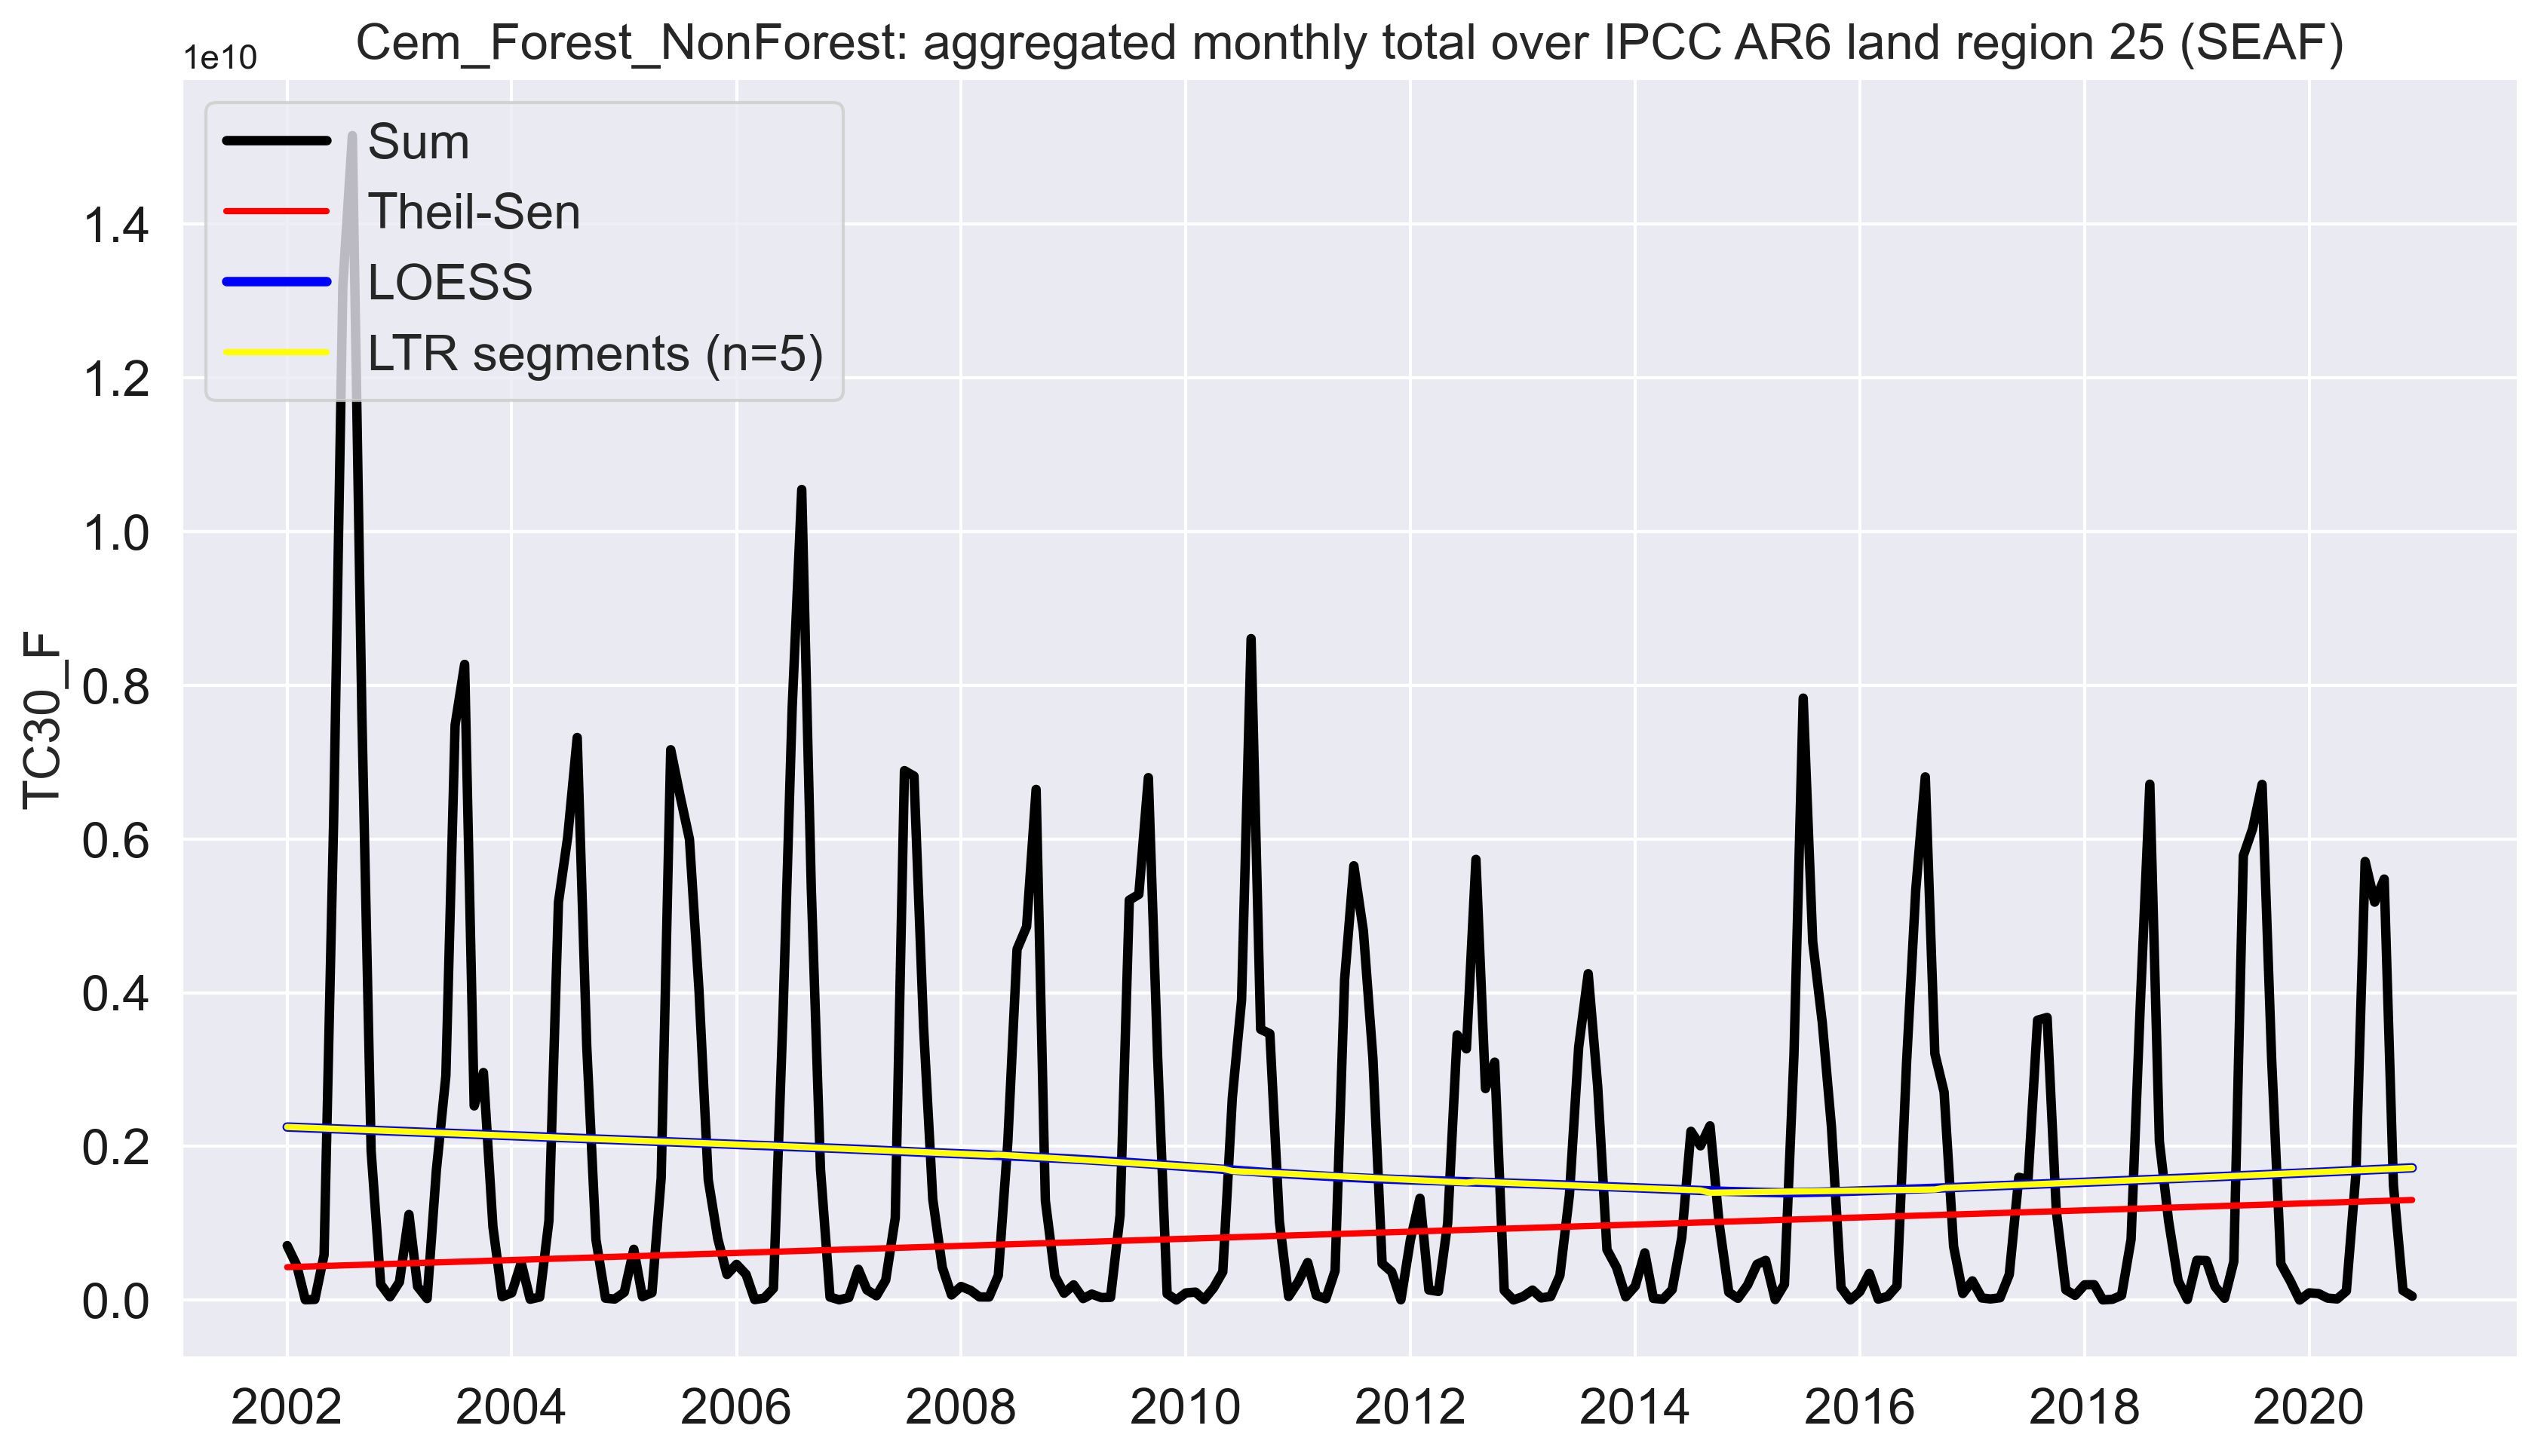 Cem_Forest_NonForest: aggregated monthly total over IPCC AR6 land region 25 (SEAF)
1e10
Sum
Theil-Sen
LOESS
LTR segments (n=5)
1.4
1.2
1.0
0.8
0.6
0.4
0.2
0.0
TC30_F
2002 2004 2006 2008 2010 2012 2014 2016 2018 2020